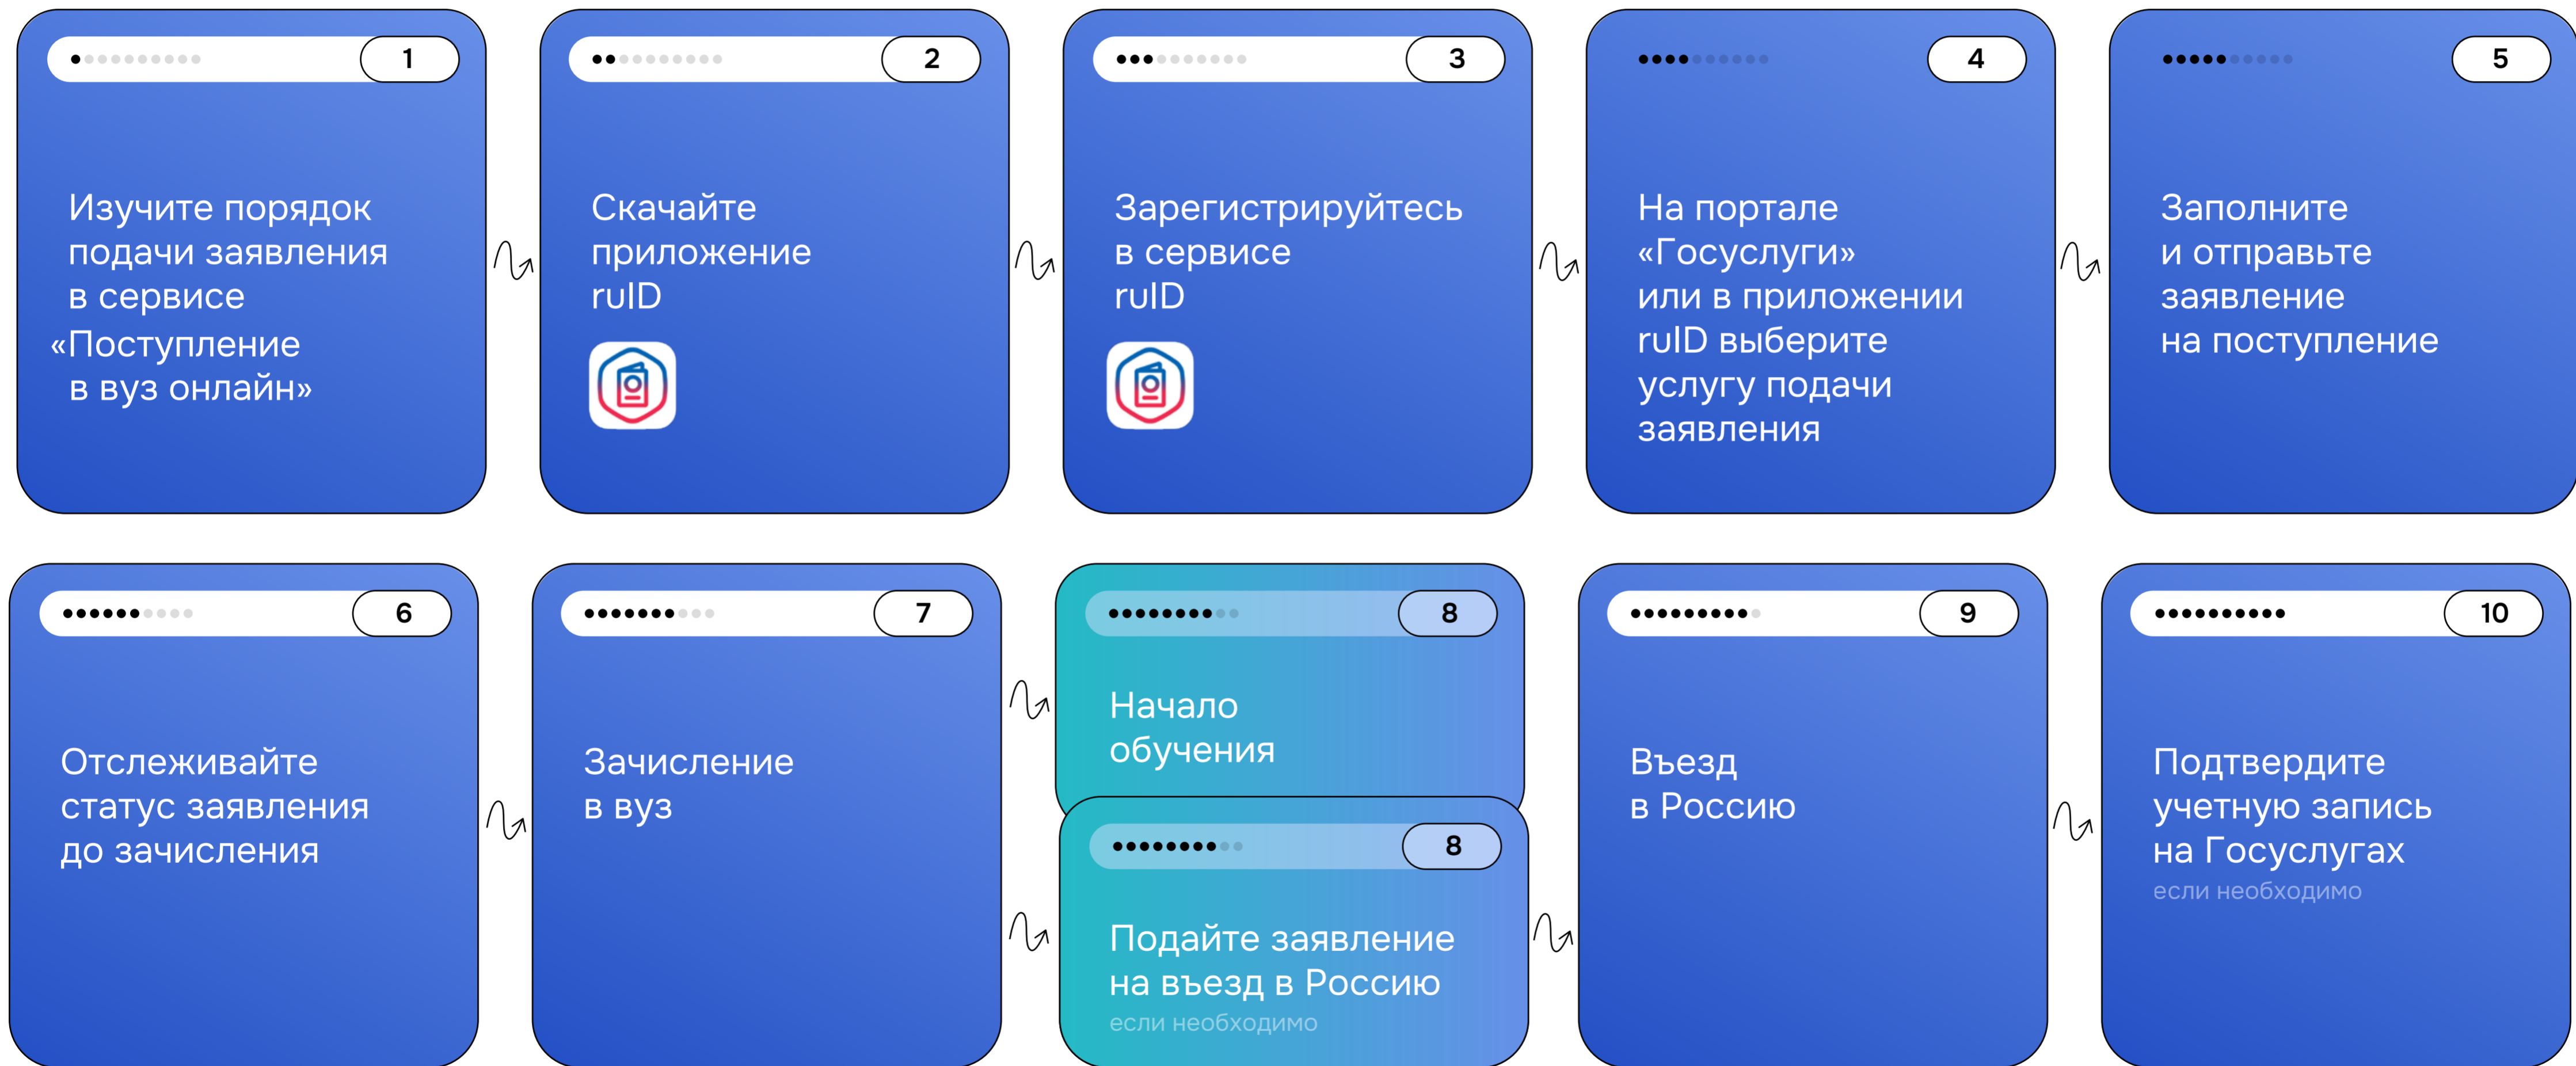 1
Изучите порядок
подачи заявления
в сервисе
«Поступление
в вуз онлайн»
2
Скачайте
приложение
ruID
3
Зарегистрируйтесь
в сервисе
ruID
4
На портале
«Госуслуги»
или в приложении
ruID выберите
услугу подачи
заявления
5
Заполните
и отправьте
заявление
на поступление
6
Отслеживайте
статус заявления
до зачисления
7
Зачисление
в вуз
8
Начало
обучения
8
Подайте заявление
на въезд в Россию
если необходимо
9
Въезд
в Россию
10
Подтвердите
учетную запись
на Госуслугах
если необходимо